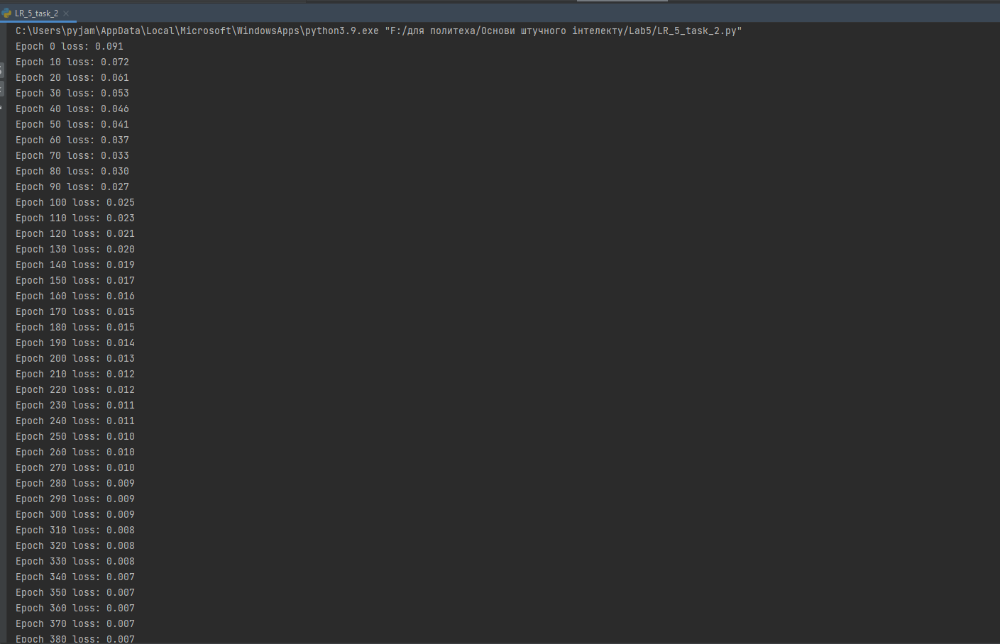 LR_5_task_2
C:\Users\pyjam\AppData\Local\Microsoft\WindowsApps\python3.9.exe "F:/для политеха/Основи штучного інтелекту/Lab5/LR_5_task_2.py"
Epoch 0 loss: 0.091
Epoch 10 loss: 0.072
Epoch 20 loss: 0.061
Epoch 30 loss: 0.053
Epoch 40 loss: 0.046
Epoch 50 loss: 0.041
Epoch 60 loss: 0.037
Epoch 70 loss: 0.033
Epoch 80 loss: 0.030
Epoch 90 loss: 0.027
Epoch 100 loss: 0.025
Epoch 110 loss: 0.023
Epoch 120 loss: 0.021
Epoch 130 loss: 0.020
Epoch 140 loss: 0.019
Epoch 150 loss: 0.017
Epoch 160 loss: 0.016
Epoch 170 loss: 0.015
Epoch 180 loss: 0.015
Epoch 190 loss: 0.014
Epoch 200 loss: 0.013
Epoch 210 loss: 0.012
Epoch 220 loss: 0.012
Epoch 230 loss: 0.011
Epoch 240 loss: 0.011
Epoch 250 loss: 0.010
Epoch 260 loss: 0.010
Epoch 270 loss: 0.010
Epoch 280 loss: 0.009
Epoch 290 loss: 0.009
Epoch 300 loss: 0.009
Epoch 310 loss: 0.008
Epoch 320 loss: 0.008
Epoch 330 loss: 0.008
Epoch 340 loss: 0.007
Epoch 350 loss: 0.007
Epoch 360 loss: 0.007
Epoch 370 loss: 0.007
Epoch 380 loss: 0.007